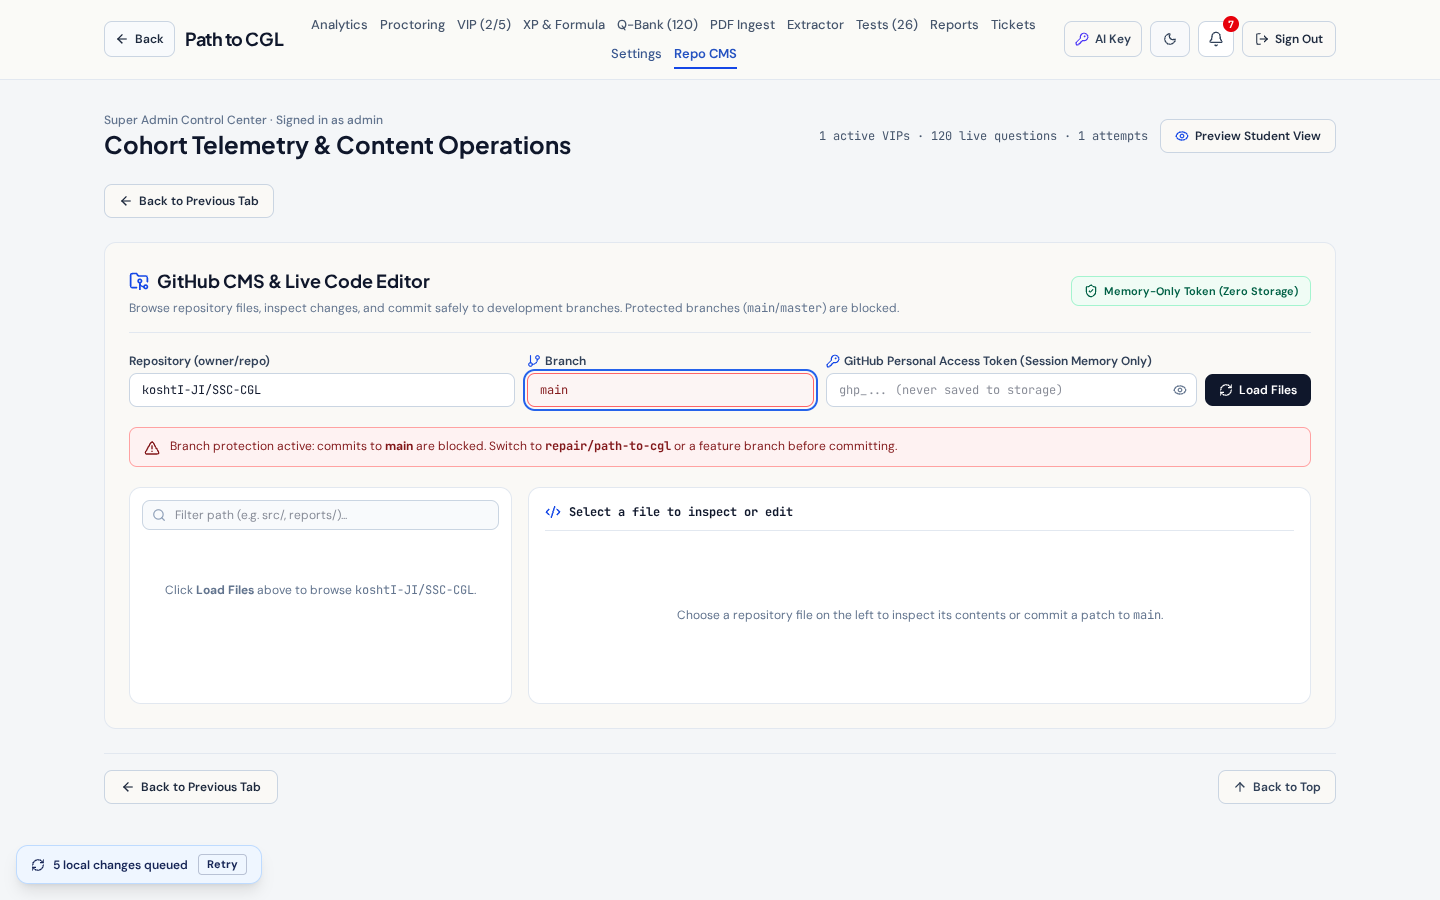 Back
Path to CGL
Analytics Proctoring VIP (2/5) XP & Formula Q-Bank (120) PDF Ingest Extractor Tests (26) Reports Tickets
Settings Repo CMS
AI Key
7
Sign Out
Super Admin Control Center · Signed in as admin
Cohort Telemetry & Content Operations
1 active VIPs · 120 live questions · 1 attempts
Preview Student View
Back to Previous Tab
GitHub CMS & Live Code Editor
Browse repository files, inspect changes, and commit safely to development branches. Protected branches (main/master) are blocked.
Memory-Only Token (Zero Storage)
Repository (owner/repo)
koshtI-JI/SSC-CGL
Branch
main
GitHub Personal Access Token (Session Memory Only)
ghp_... (never saved to storage)
Load Files
Branch protection active: commits to main are blocked. Switch to repair/path-to-cgl or a feature branch before committing.
Filter path (e.g. src/, reports/)...
Click Load Files above to browse koshtI-JI/SSC-CGL.
Select a file to inspect or edit
Choose a repository file on the left to inspect its contents or commit a patch to main.
Back to Previous Tab
Back to Top
5 local changes queued
Retry